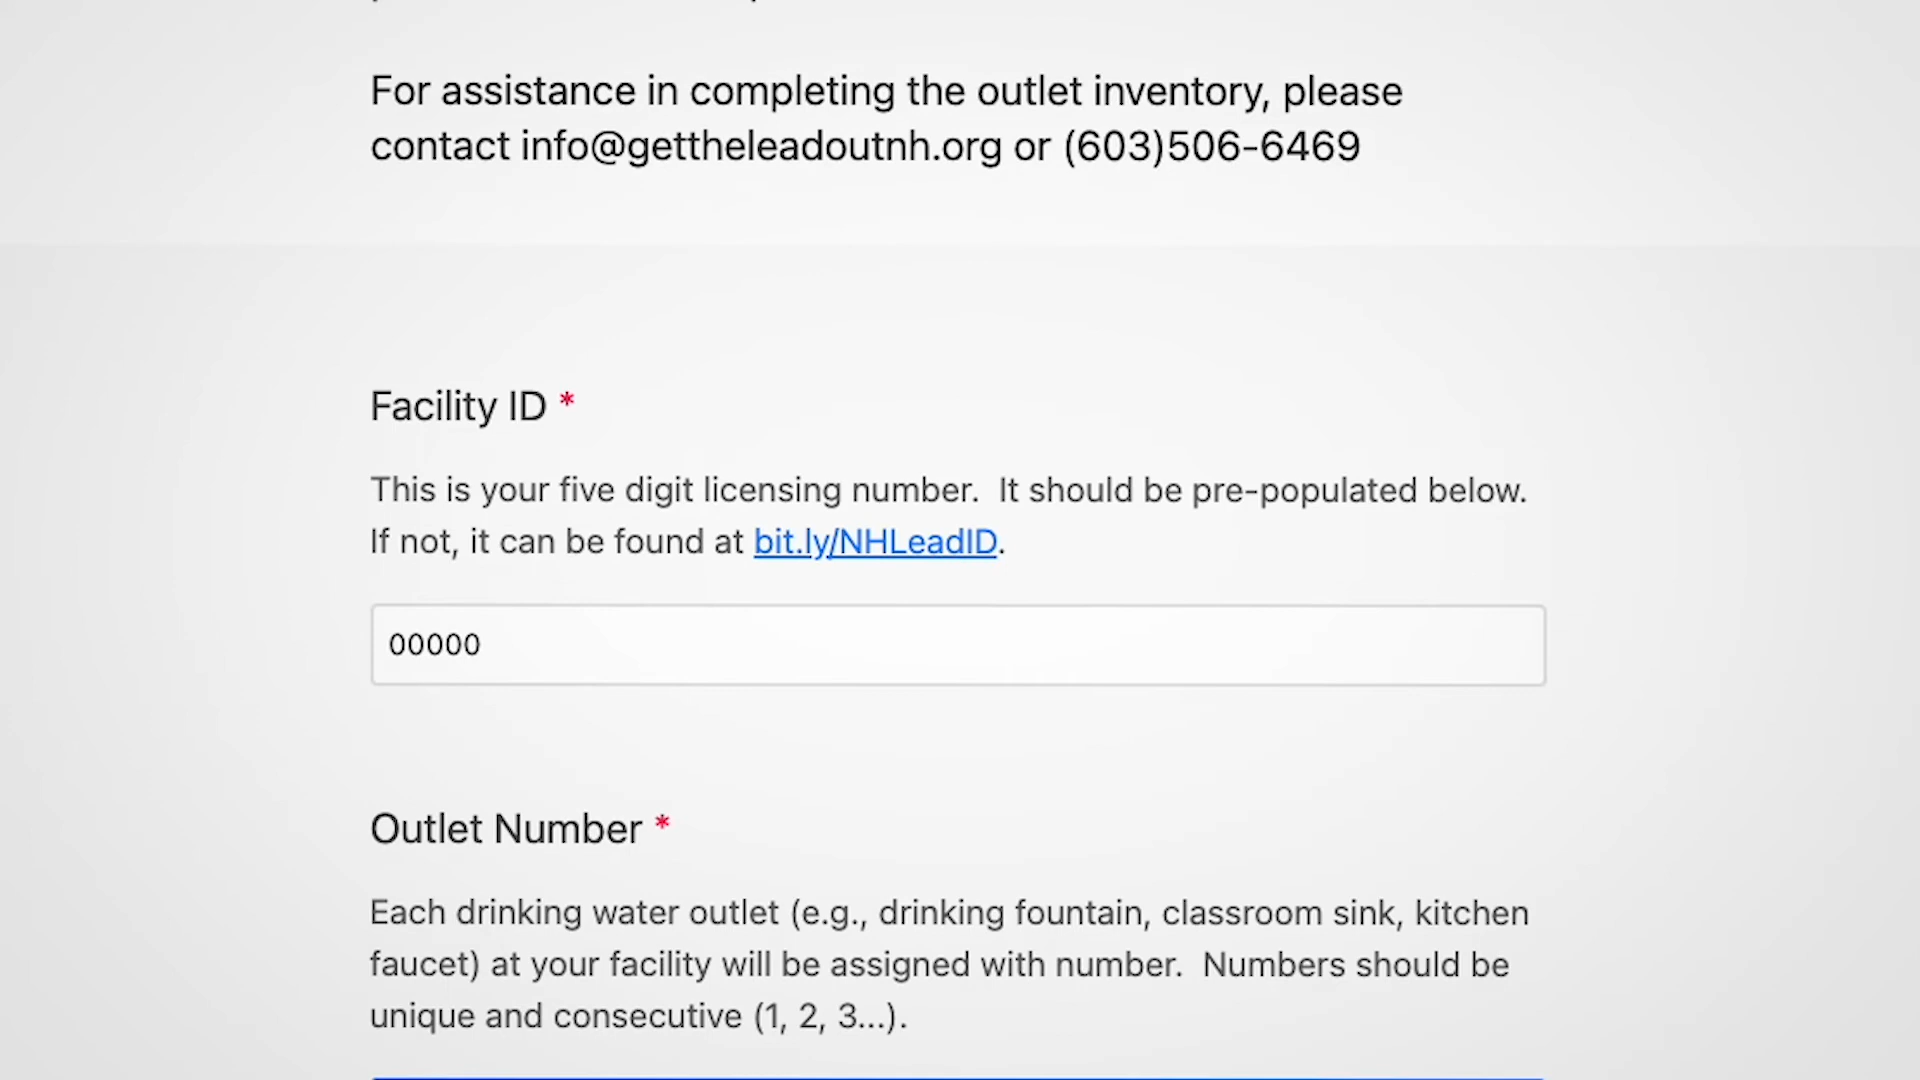 For assistance in completing the outlet inventory, please
contact info@gettheleadoutnh.org or (603)506-6469
Facility ID *
This is your five digit licensing number. It should be pre-populated below.
If not, it can be found at bit.ly/NHLeadID.
00000
Outlet Number *
Each drinking water outlet (e.g., drinking fountain, classroom sink, kitchen
faucet) at your facility will be assigned with number. Numbers should be
unique and consecutive (1, 2, 3...).